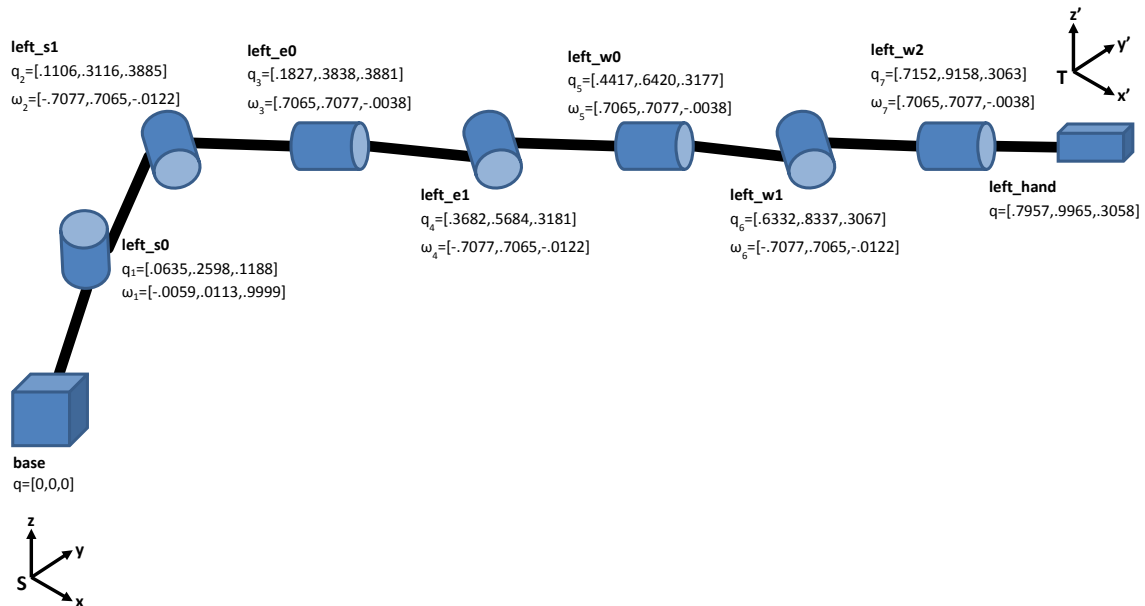 left_s1
q2=[.1106,.3116,.3885]
ω2=[-.7077,.7065,-.0122]
left_e0
q3=[.1827,.3838,.3881]
ω3=[.7065,.7077,-.0038]
left_w0
q5=[.4417,.6420,.3177]
ω5=[.7065,.7077,-.0038]
left_w2
q7=[.7152,.9158,.3063]
ω7=[.7065,.7077,-.0038]
z’
y’
T
x’
left_s0
q1=[.0635,.2598,.1188]
ω1=[-.0059,.0113,.9999]
left_e1
q4=[.3682,.5684,.3181]
ω4=[-.7077,.7065,-.0122]
left_w1
q6=[.6332,.8337,.3067]
ω6=[-.7077,.7065,-.0122]
left_hand
q=[.7957,.9965,.3058]
base
q=[0,0,0]
z
y
S
x